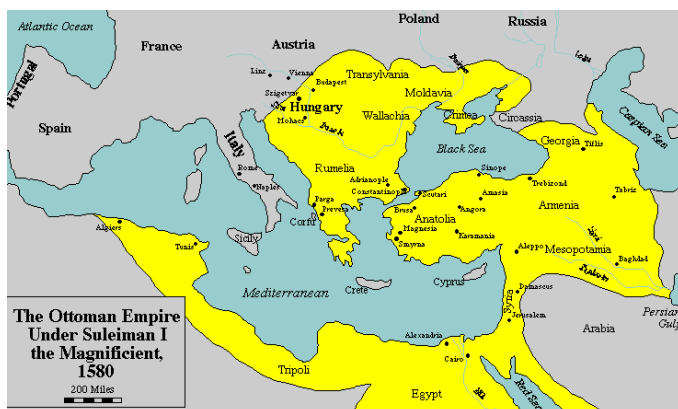 Atlantic Ocean
Poland
Russia
France
Austria
Portugal
Spain
Linz
Vienna
Budapest
Transylvania
Szigetvar
Hungary
Mohacs
Moldavia
Wallachia
Crimea
Circassia
Caspian Sea
Italy
Rome
Naples
Rumelia
Black Sea
Georgia
Tiflis
Adrianople
Constantinople
Scutari
Sinope
Trebizond
Tabriz
Parga
Preveza
Corfu
Brusa
Anatolia
Angora
Amasia
Armenia
Magnesia
Smyrna
Karamania
Aleppo
Mesopotamia
Baghdad
Algiers
Tunis
Sicily
Mediterranean
Crete
Cyprus
Syria
Damascus
Jerusalem
Arabia
Persian
Gulf
Alexandria
Cairo
Tripoli
Egypt
Nile
Red Sea
The Ottoman Empire
Under Suleiman I
the Magnificient,
1580
200 Miles